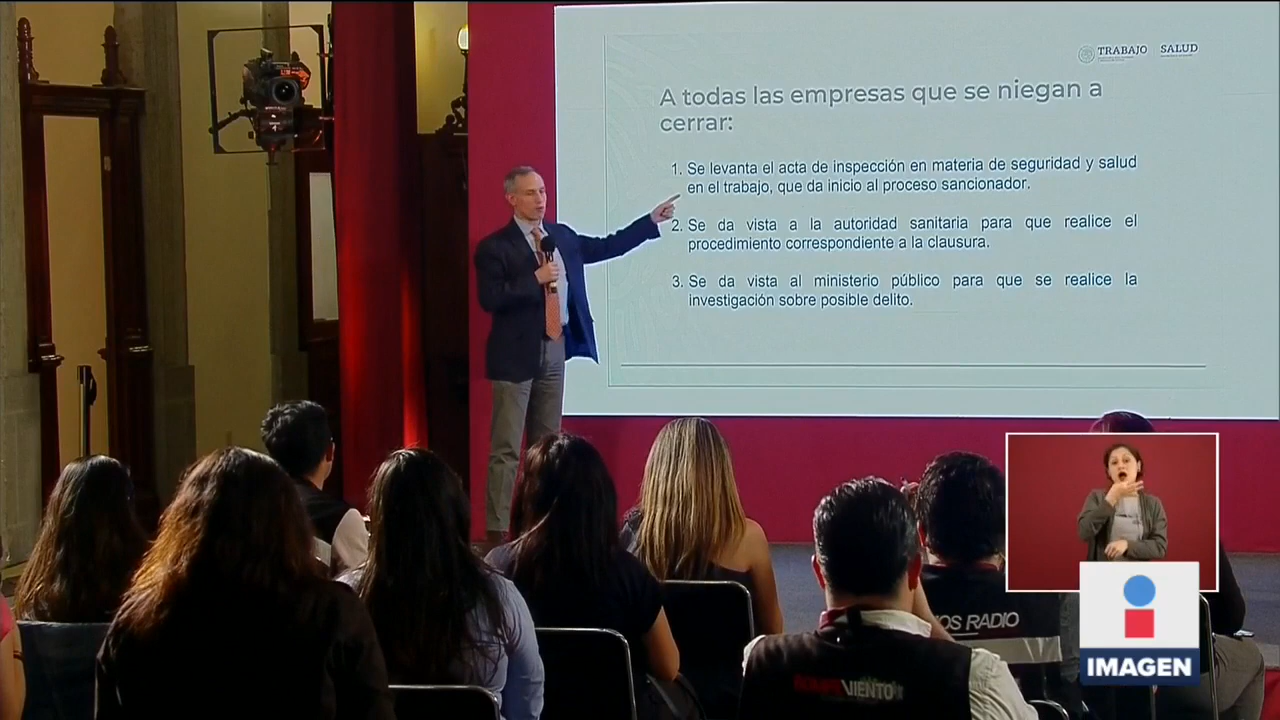 TRABAJO SALUD
A todas las empresas que se niegan a
cerrar:
1. Se levanta el acta de inspección en materia de seguridad y salud
en el trabajo, que da inicio al proceso sancionador.
2. Se da vista a la autoridad sanitaria para que realice el
procedimiento correspondiente a la clausura.
3. Se da vista al ministerio público para que se realice la
investigación sobre posible delito.
OS RADIO
VIENTO
IMAGEN